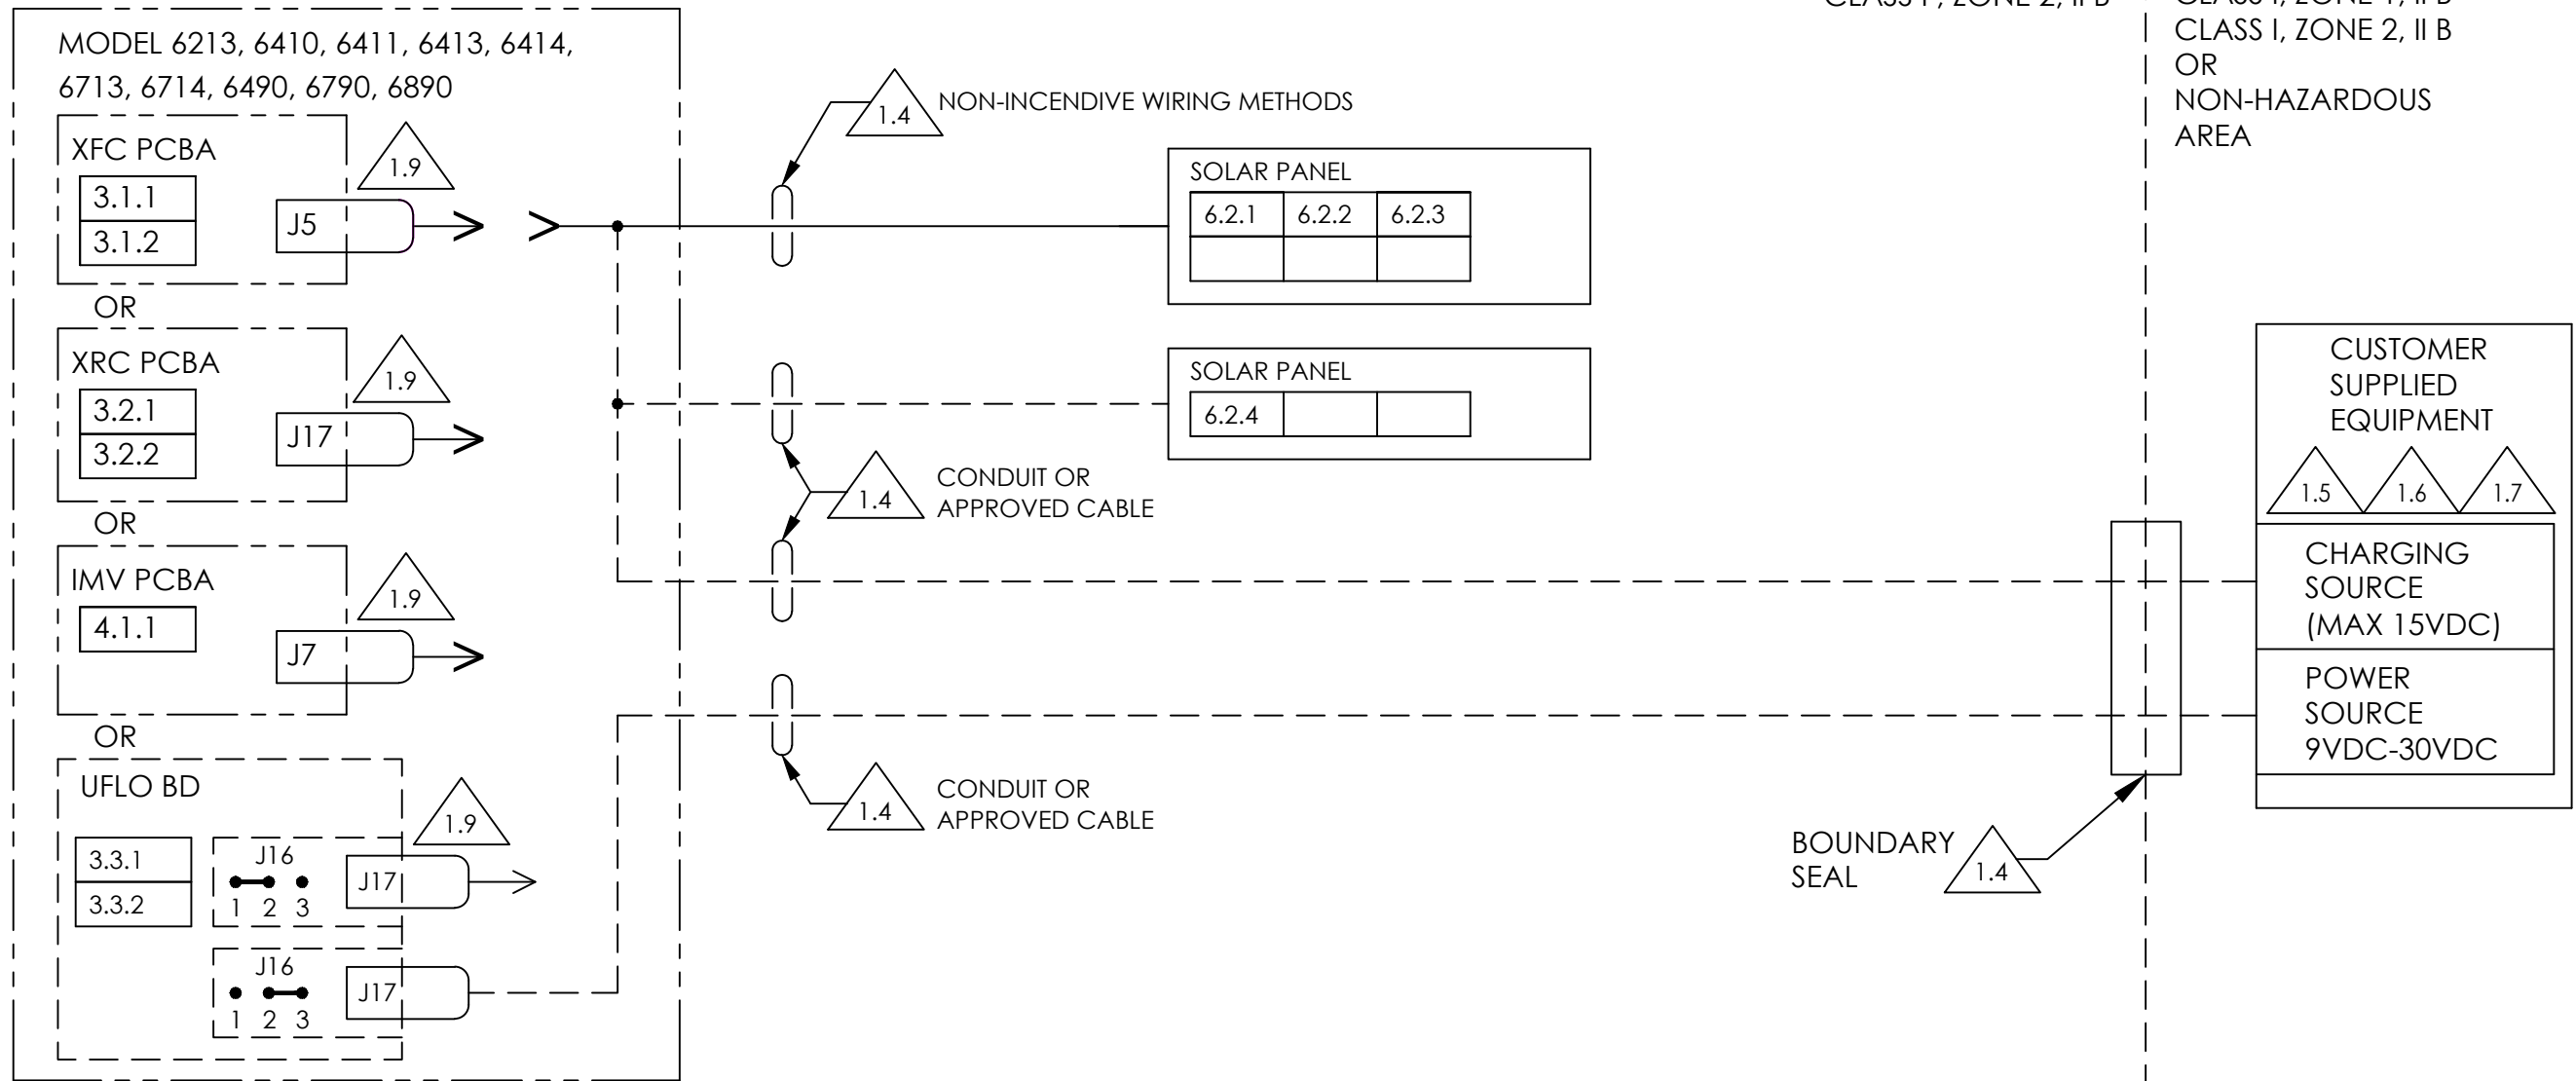 CLASS I, ZONE 2, II B
CLASS I, ZONE 1, II B
CLASS I, ZONE 2, II B
OR
NON-HAZARDOUS
AREA
MODEL 6213, 6410, 6411, 6413, 6414,
6713, 6714, 6490, 6790, 6890
XFC PCBA
3.1.1
3.1.2
J5
1.9
OR
XRC PCBA
3.2.1
3.2.2
J17
1.9
OR
IMV PCBA
4.1.1
J7
1.9
OR
UFLO BD
3.3.1
3.3.2
J16
1 2 3
J17
1.9
J16
1 2 3
J17
1.4
NON-INCENDIVE WIRING METHODS
SOLAR PANEL
6.2.1 6.2.2 6.2.3
SOLAR PANEL
6.2.4
1.4
CONDUIT OR
APPROVED CABLE
1.4
CONDUIT OR
APPROVED CABLE
BOUNDARY
SEAL
1.4
CUSTOMER
SUPPLIED
EQUIPMENT
1.5 1.6 1.7
CHARGING
SOURCE
(MAX 15VDC)
POWER
SOURCE
9VDC-30VDC